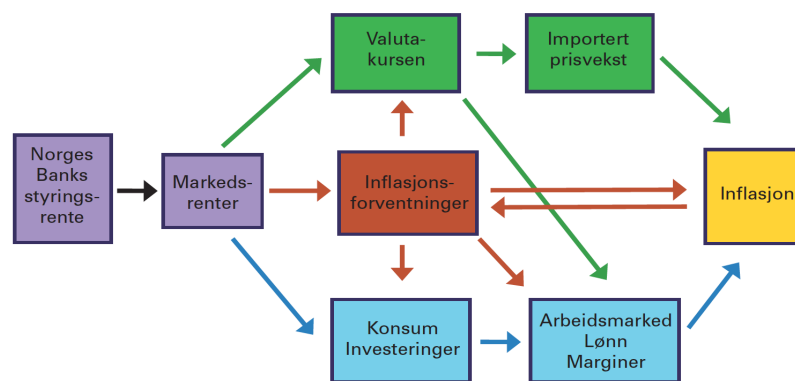 Valuta-
kursen
Importert
prisvekst
Norges
Banks
styrings-
rente
Markeds-
renter
Inflasjons-
forventninger
Inflasjon
Konsum
Investeringer
Arbeidsmarked
Lønn
Marginer